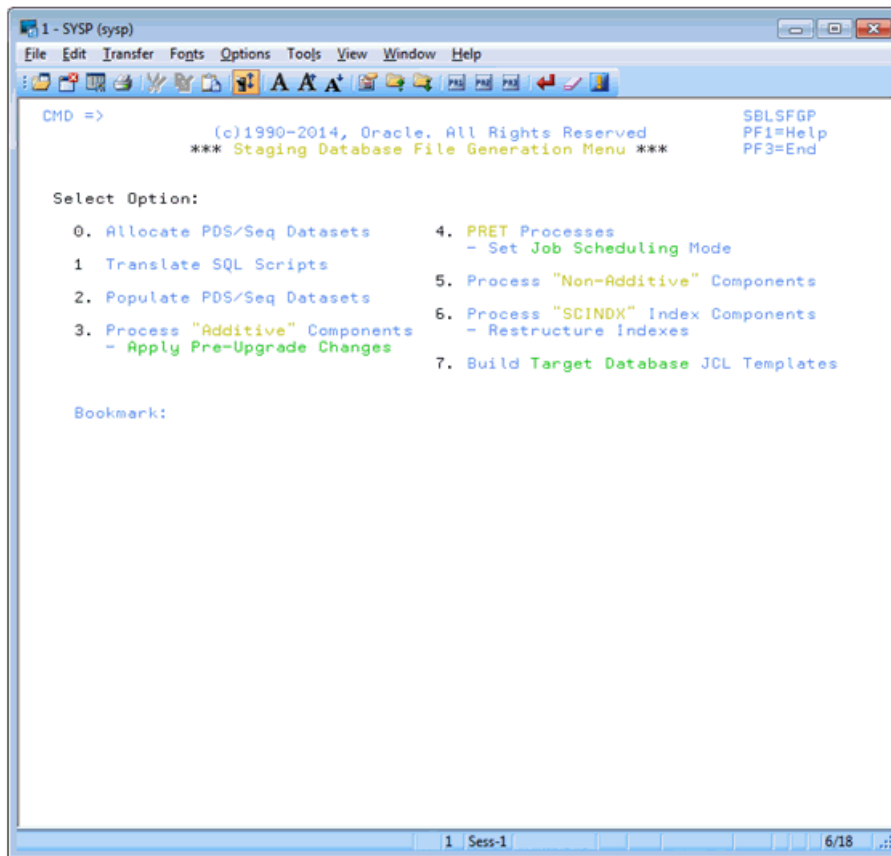 1 - SYSP (sysp)
File Edit Transfer Fonts Options Tools View Window Help
CMD =>
SBLSFGP
(c)1990-2014, Oracle. All Rights Reserved
PF1=Help
*** Staging Database File Generation Menu ***
PF3=End
Select Option:
0. Allocate PDS/Seq Datasets
1 Translate SQL Scripts
2. Populate PDS/Seq Datasets
3. Process "Additive" Components
- Apply Pre-Upgrade Changes
4. PRET Processes
- Set Job Scheduling Mode
5. Process "Non-Additive" Components
6. Process "SCINDX" Index Components
- Restructure Indexes
7. Build Target Database JCL Templates
Bookmark:
1 Sess-1 6/18